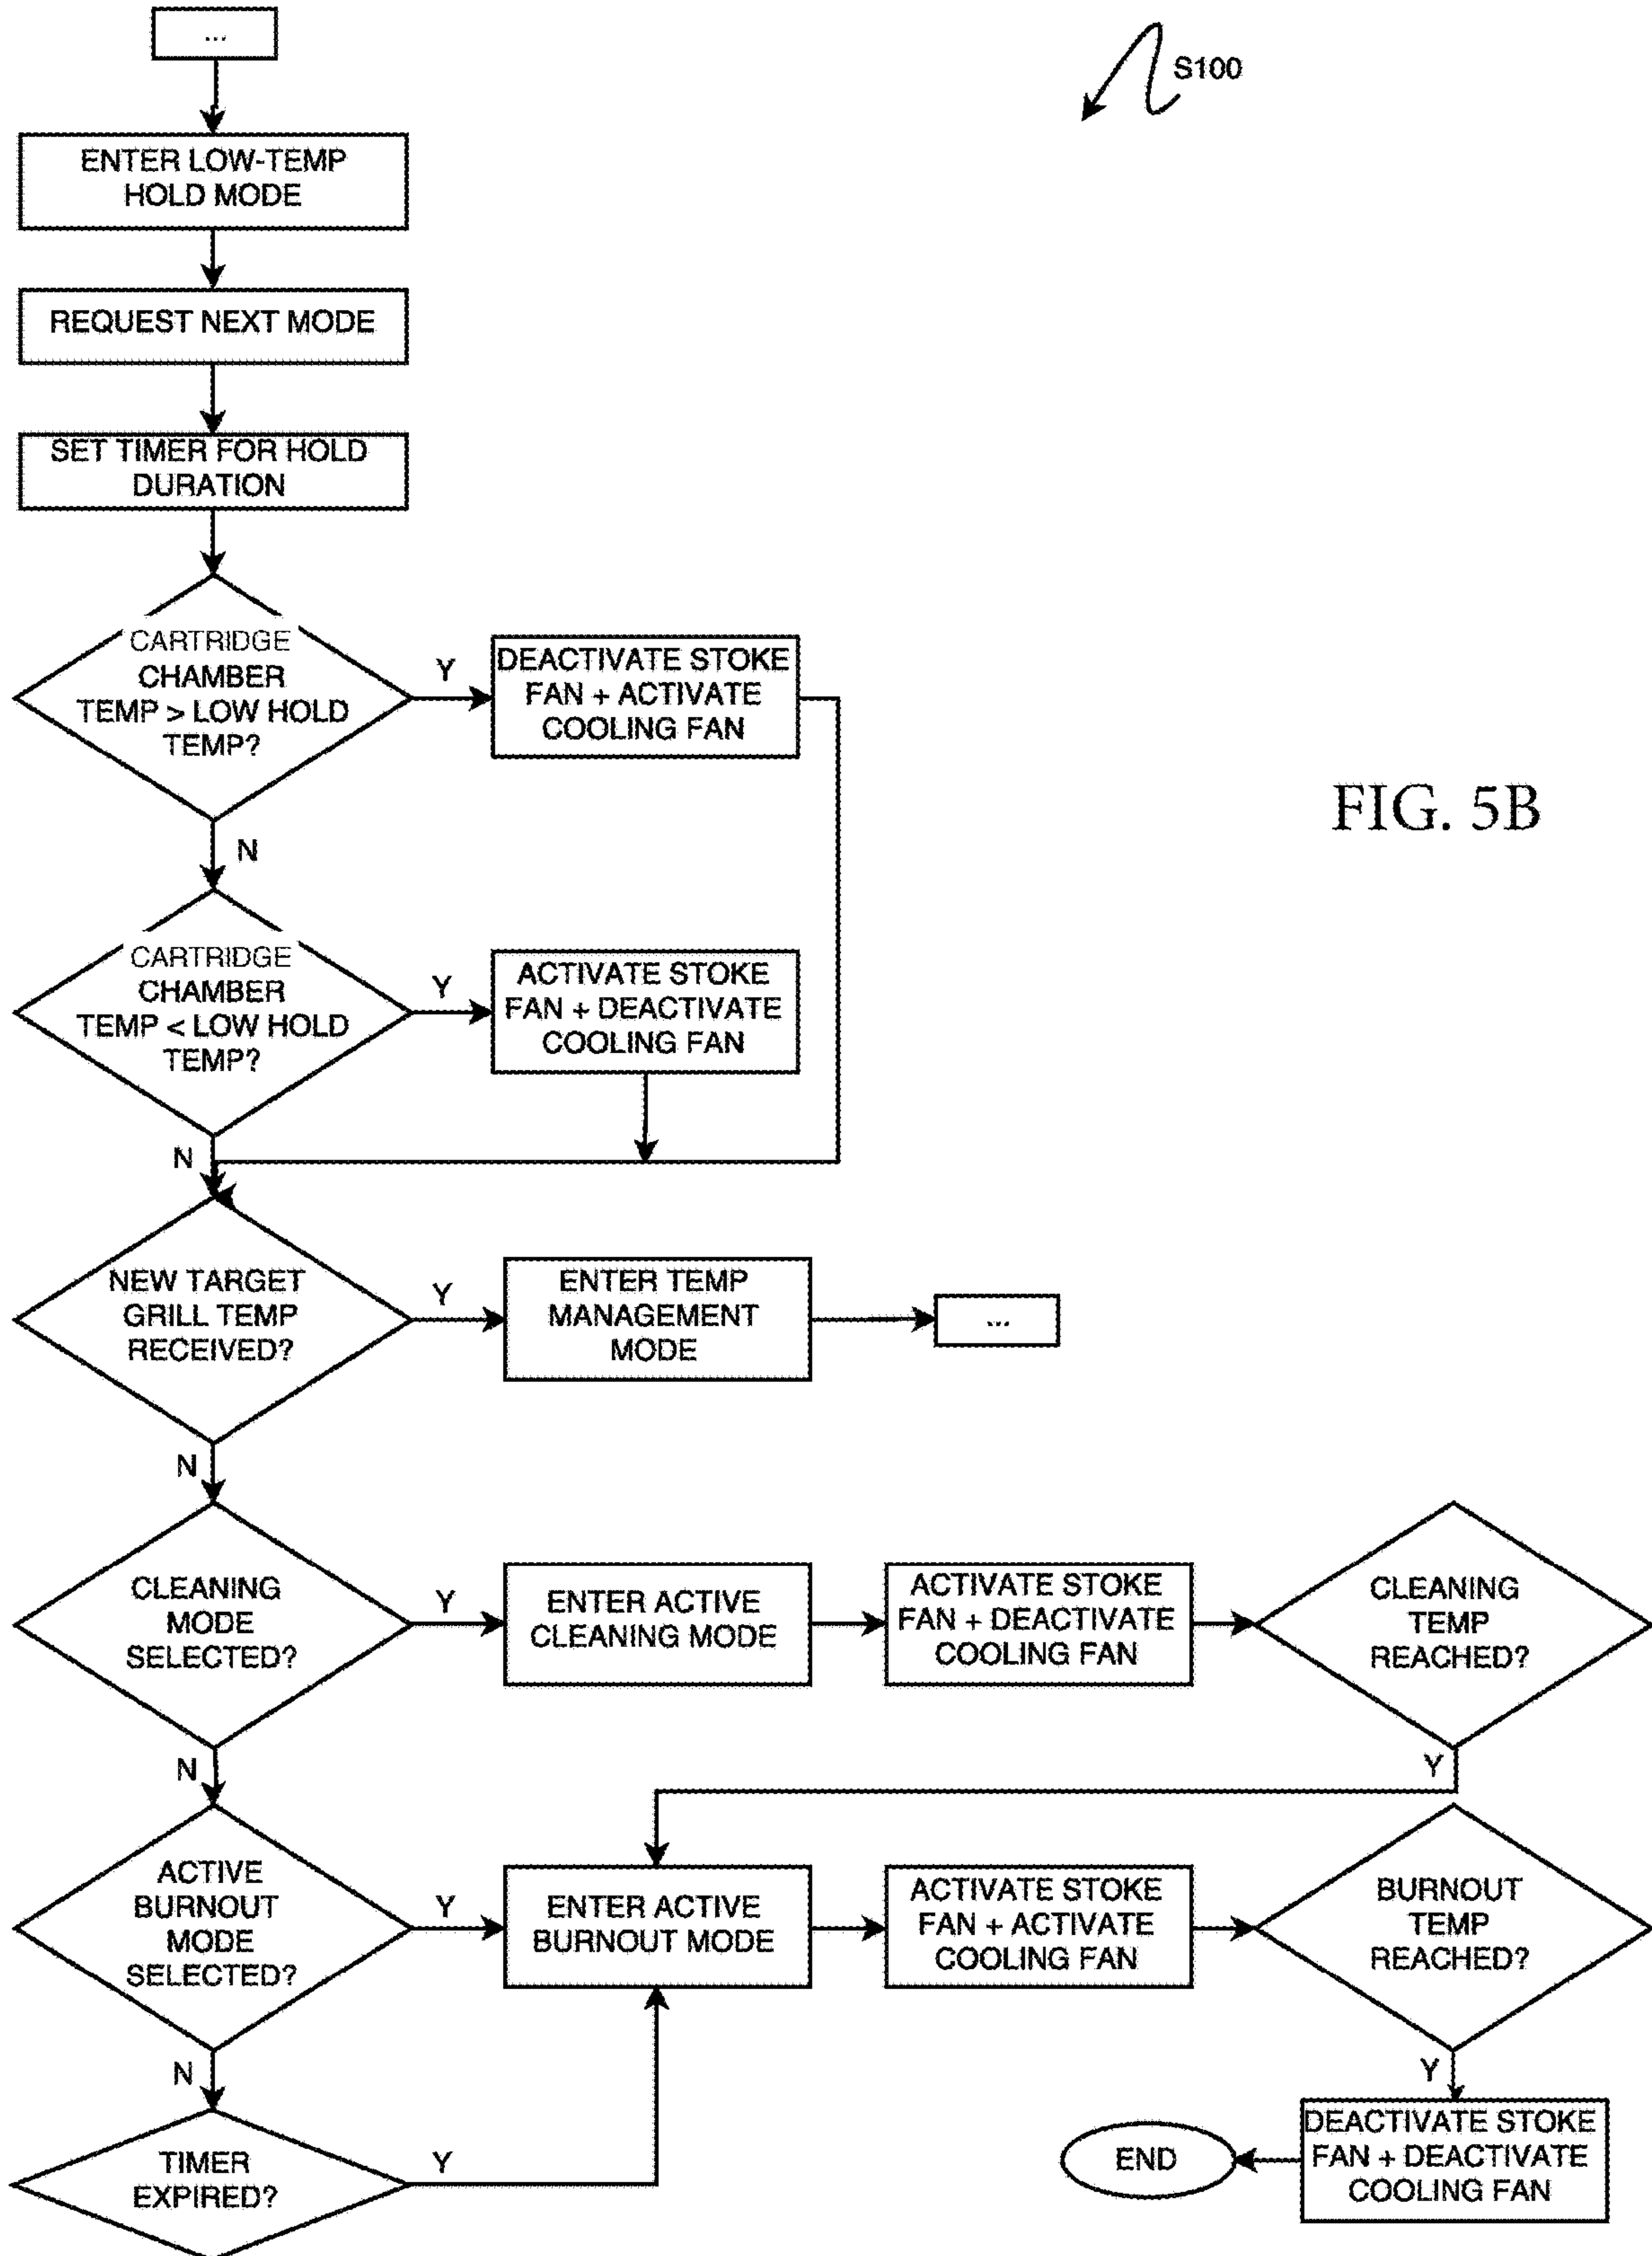 ...
S100
ENTER LOW-TEMP
HOLD MODE
REQUEST NEXT MODE
SET TIMER FOR HOLD
DURATION
CARTRIDGE
CHAMBER
TEMP > LOW HOLD
TEMP?
Y
DEACTIVATE STOKE
FAN + ACTIVATE
COOLING FAN
FIG. 5B
N
CARTRIDGE
CHAMBER
TEMP < LOW HOLD
TEMP?
Y
ACTIVATE STOKE
FAN + DEACTIVATE
COOLING FAN
N
NEW TARGET
GRILL TEMP
RECEIVED?
Y
ENTER TEMP
MANAGEMENT
MODE
...
N
CLEANING
MODE
SELECTED?
Y
ENTER ACTIVE
CLEANING MODE
ACTIVATE STOKE
FAN + DEACTIVATE
COOLING FAN
CLEANING
TEMP
REACHED?
N
Y
ACTIVE
BURNOUT
MODE
SELECTED?
Y
ENTER ACTIVE
BURNOUT MODE
ACTIVATE STOKE
FAN + ACTIVATE
COOLING FAN
BURNOUT
TEMP
REACHED?
N
Y
TIMER
EXPIRED?
Y
END
DEACTIVATE STOKE
FAN + DEACTIVATE
COOLING FAN